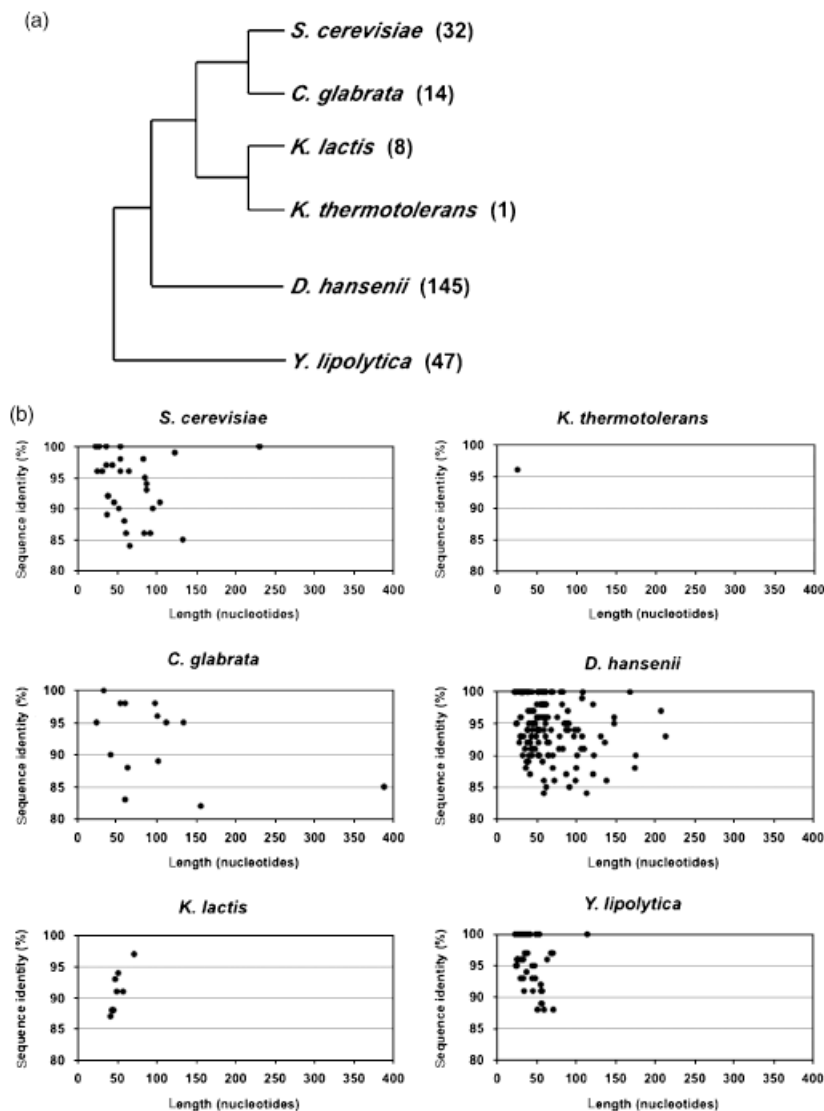 (a)
S. cerevisiae (32)
C. glabrata (14)
K. lactis (8)
K. thermotolerans (1)
D. hansenii (145)
Y. lipolytica (47)
(b)
S. cerevisiae
Sequence identity (%)
100
95
90
85
80
0 50 100 150 200 250 300 350 400
Length (nucleotides)
K. thermotolerans
Sequence identity (%)
100
95
90
85
80
0 50 100 150 200 250 300 350 400
Length (nucleotides)
C. glabrata
Sequence identity (%)
100
95
90
85
80
0 50 100 150 200 250 300 350 400
Length (nucleotides)
D. hansenii
Sequence identity (%)
100
95
90
85
80
0 50 100 150 200 250 300 350 400
Length (nucleotides)
K. lactis
Sequence identity (%)
100
95
90
85
80
0 50 100 150 200 250 300 350 400
Length (nucleotides)
Y. lipolytica
Sequence identity (%)
100
95
90
85
80
0 50 100 150 200 250 300 350 400
Length (nucleotides)